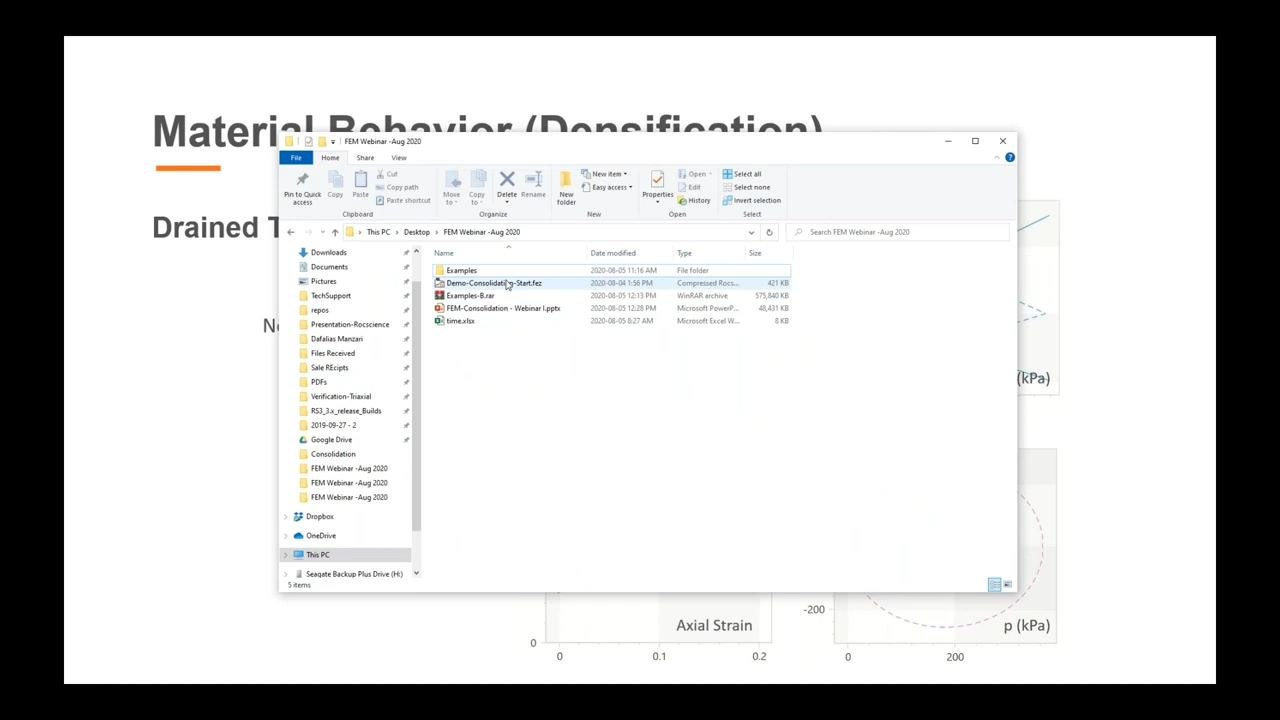 Material Behavior (Densification)
Drained T
FEM Webinar -Aug 2020
File Home Share View
Pin to Quick access
Copy
Paste
Cut
Copy path
Paste shortcut
Clipboard
Move to
Copy to
Delete
Rename
Organize
New folder
New item
Easy access
New
Properties
Open
Edit
History
Open
Select all
Select none
Invert selection
Select
This PC > Desktop > FEM Webinar -Aug 2020
Search FEM Webinar -Aug 2020
Name Date modified Type Size
Examples 2020-08-05 11:16 AM File folder
Demo-Consolidation-Start.fez 2020-08-04 1:56 PM Compressed Rocs... 421 KB
Examples-B.rar 2020-08-05 12:13 PM WinRAR archive 575,840 KB
FEM-Consolidation - Webinar I.pptx 2020-08-05 12:28 PM Microsoft PowerP... 48,431 KB
time.xlsx 2020-08-05 8:27 AM Microsoft Excel W... 8 KB
Downloads
Documents
Pictures
TechSupport
repos
Presentation-Rocscience
Dafalias Manzari
Files Received
Sale REcipts
PDFs
Verification-Triaxial
RS3_3.x_release_Builds
2019-09-27 - 2
Google Drive
Consolidation
FEM Webinar -Aug 2020
FEM Webinar -Aug 2020
FEM Webinar -Aug 2020
Dropbox
OneDrive
This PC
Seagate Backup Plus Drive (H:)
5 items
(kPa)
-200
Axial Strain
p (kPa)
0
0 0.1 0.2
0 200